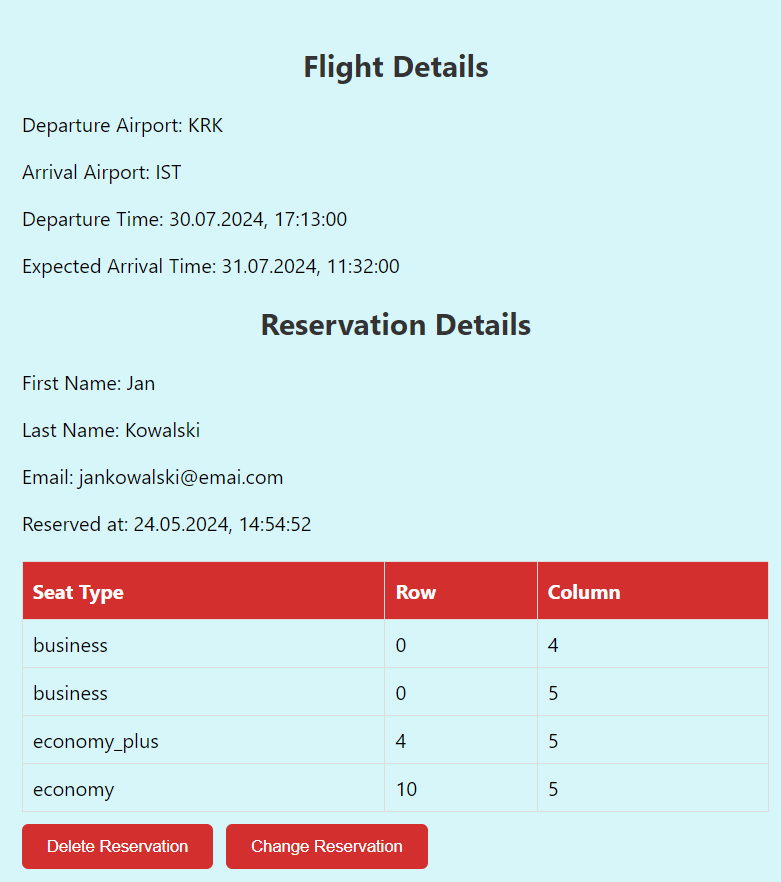 Flight Details
Departure Airport: KRK
Arrival Airport: IST
Departure Time: 30.07.2024, 17:13:00
Expected Arrival Time: 31.07.2024, 11:32:00
Reservation Details
First Name: Jan
Last Name: Kowalski
Email: jankowalski@emai.com
Reserved at: 24.05.2024, 14:54:52
Seat Type Row Column
business 0 4
business 0 5
economy_plus 4 5
economy 10 5
Delete Reservation Change Reservation